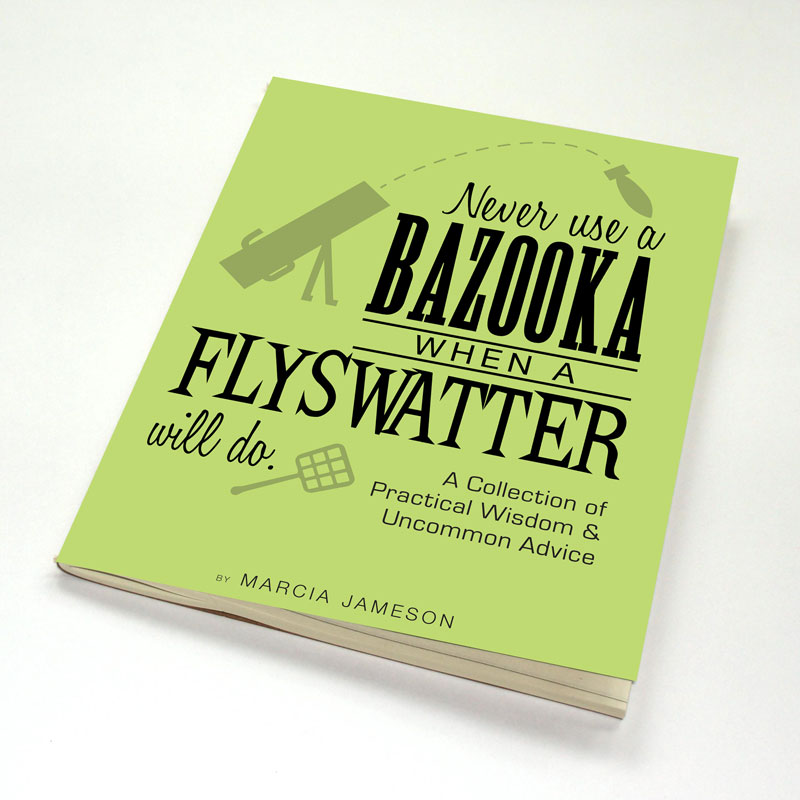 Never use a
BAZOOKA
WHEN A
FLYSWATTER
will do.
A Collection of
Practical Wisdom &
Uncommon Advice
BY MARCIA JAMESON